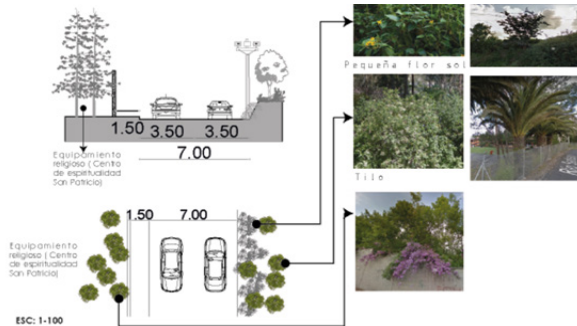 Pequeña flor sol
1.50 3.50 3.50
7.00
Equipamiento
religioso ( Centro
de espiritualidad
San Patricio)
Tilo
1.50 7.00
Equipamiento
religioso ( Centro
de espiritualidad
San Patricio)
ESC: 1-100